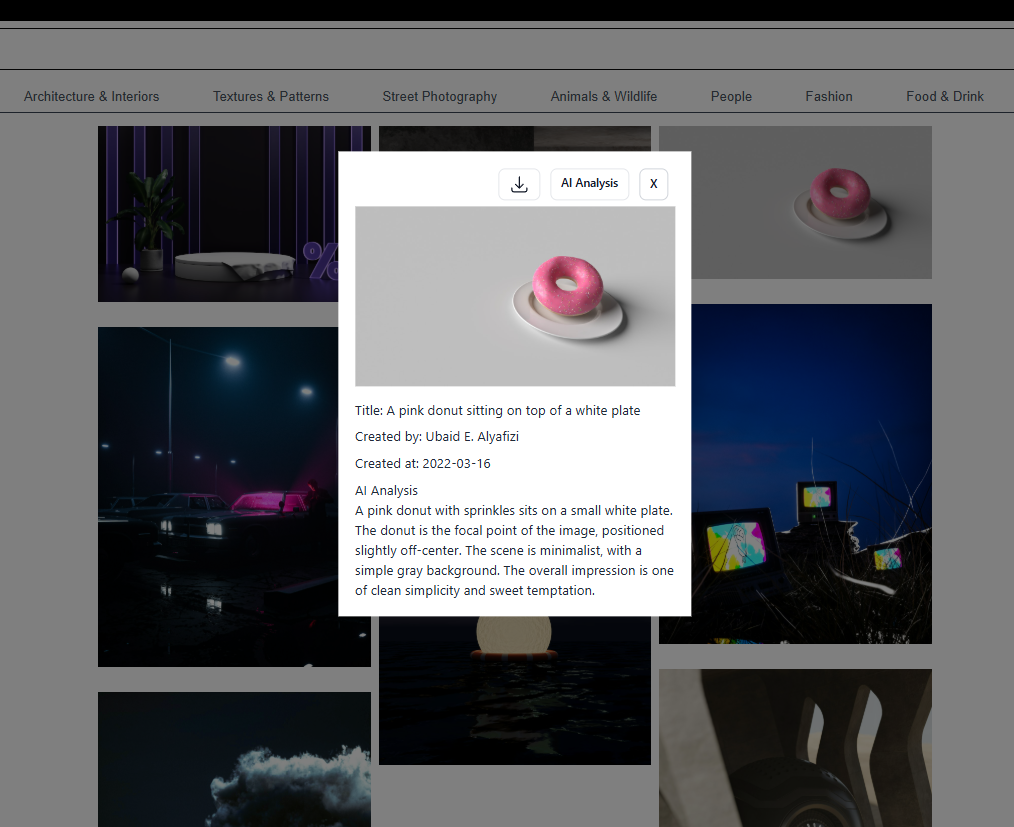 Architecture & Interiors Textures & Patterns Street Photography Animals & Wildlife People Fashion Food & Drink
AI Analysis X
%
Title: A pink donut sitting on top of a white plate
Created by: Ubaid E. Alyafizi
Created at: 2022-03-16
AI Analysis
A pink donut with sprinkles sits on a small white plate.
The donut is the focal point of the image, positioned
slightly off-center. The scene is minimalist, with a
simple gray background. The overall impression is one
of clean simplicity and sweet temptation.